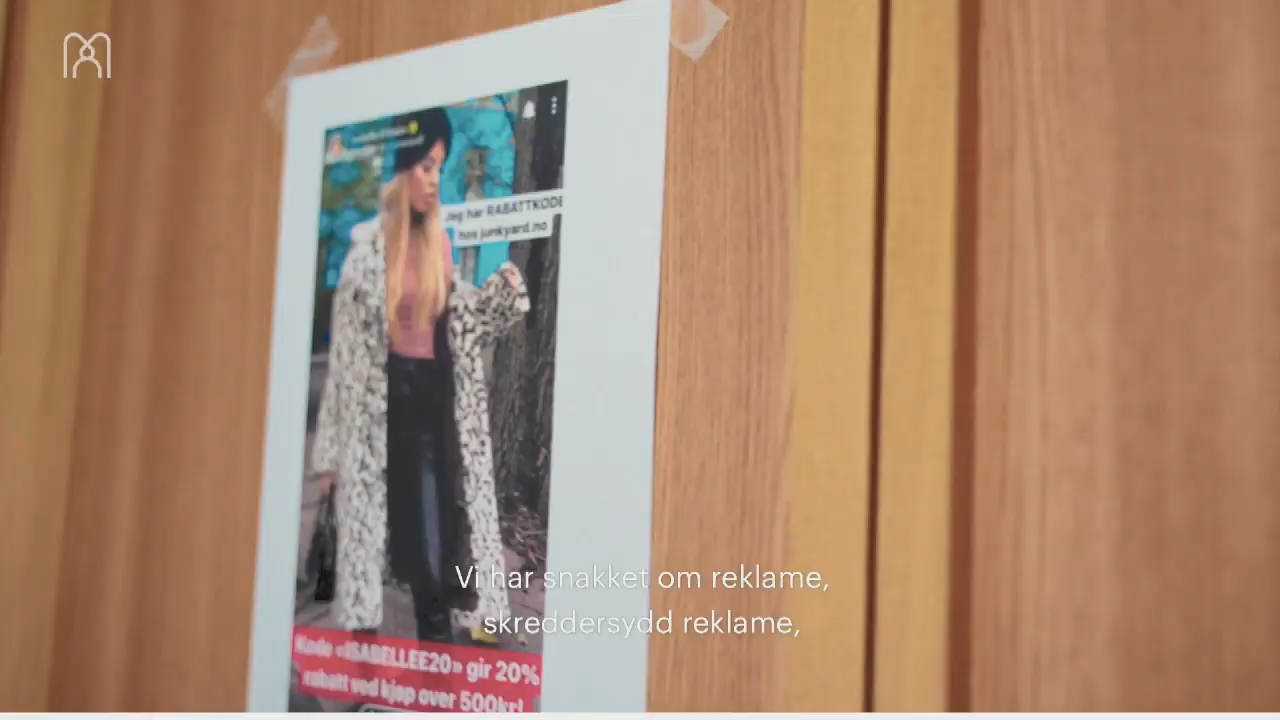 Jeg har RABATTKODE
hos junkyard.no
Vi har snakket om reklame,
skreddersydd reklame,
Kode «ISABELLEE20» gir 20%
rabatt ved kjøp over 500kr!